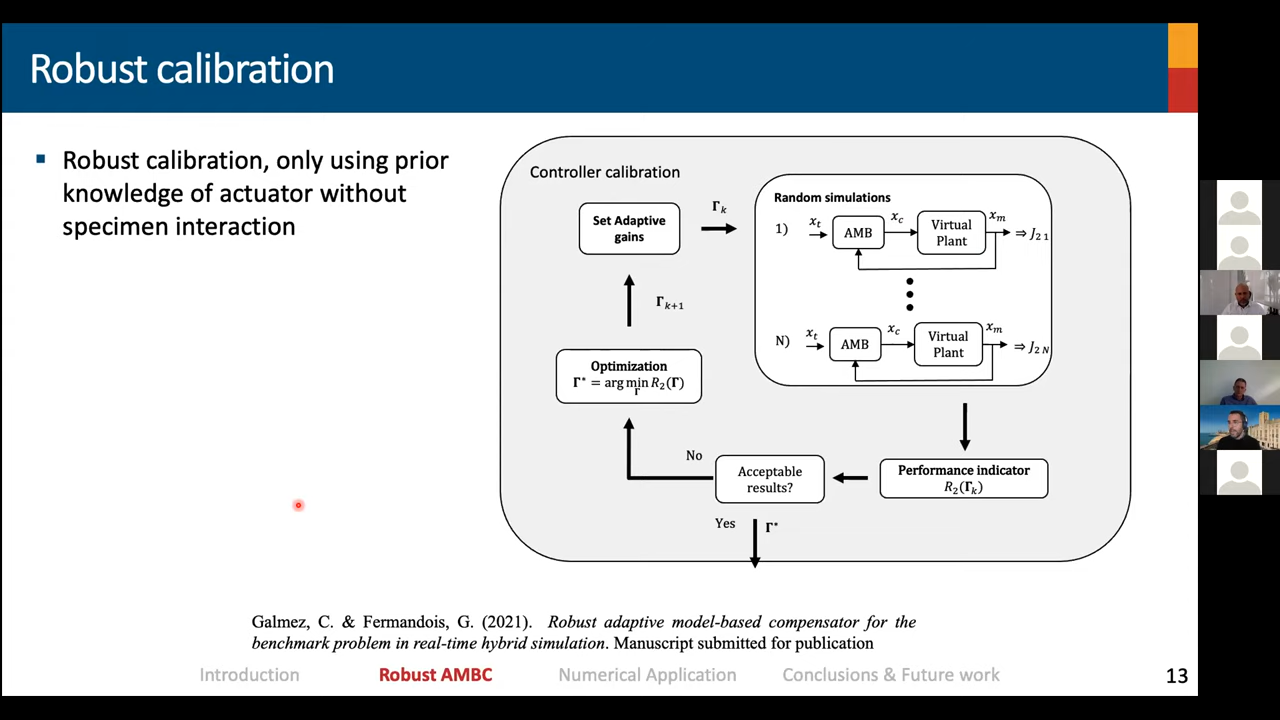 Robust calibration
▪ Robust calibration, only using prior
knowledge of actuator without
specimen interaction
Controller calibration
Set Adaptive
gains
Γₖ
Random simulations
1) xₜ AMB x꜀ Virtual
Plant xₘ ⇒ J₂ ₁
N) xₜ AMB x꜀ Virtual
Plant xₘ ⇒ J₂ N
Γₖ₊₁
Optimization
Γ* = arg min R₂(Γ)
Γ
No
Acceptable
results?
Performance indicator
R₂(Γₖ)
Yes Γ*
Galmez, C. & Fermandois, G. (2021). Robust adaptive model-based compensator for the
benchmark problem in real-time hybrid simulation. Manuscript submitted for publication
Introduction Robust AMBC Numerical Application Conclusions & Future work 13